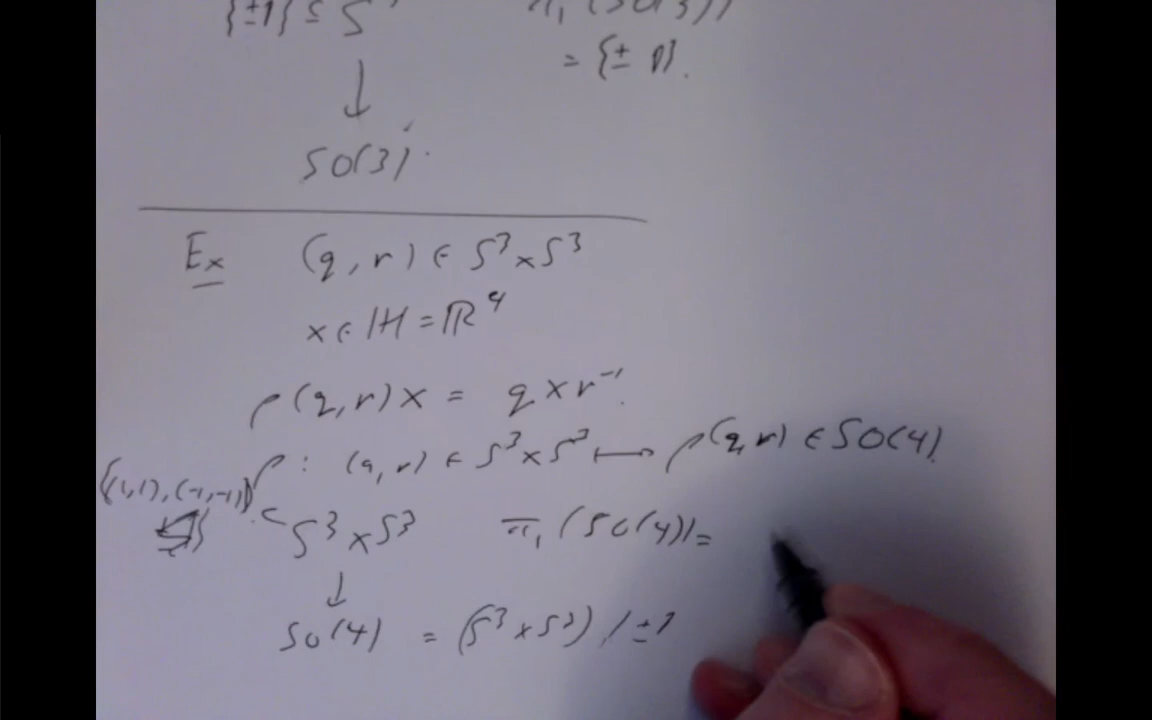 {±1} ⊆ S³ π₁(SO(3))
= {±1}.
↓
SO(3).
Ex (q,r) ∈ S³×S³
x ∈ ℍ = ℝ⁴
ρ(q,r)x = q x r⁻¹.
ρ : (q,r) ∈ S³×S³ ⟼ ρ(q,r) ∈ SO(4).
{(1,1),(-1,-1)} ⊂ S³×S³ π₁(SO(4)) =
↓
SO(4) = (S³×S³)/±1